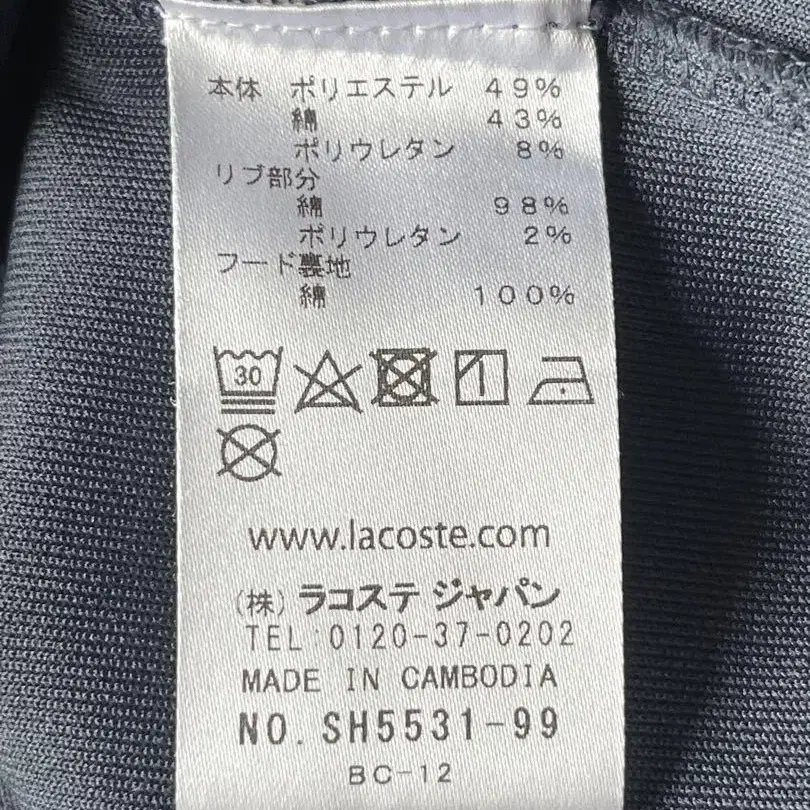 本体 ポリエステル 49%
綿 43%
ポリウレタン 8%
リブ部分
綿 98%
ポリウレタン 2%
フード裏地
綿 100%
30
www.lacoste.com
(株) ラコステ ジャパン
TEL:0120-37-0202
MADE IN CAMBODIA
NO. SH5531-99
BC-12